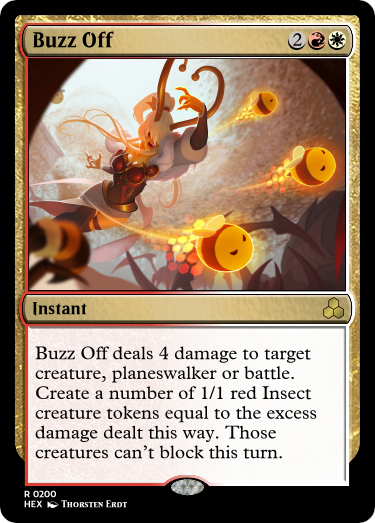 Buzz Off 2
Instant
Buzz Off deals 4 damage to target
creature, planeswalker or battle.
Create a number of 1/1 red Insect
creature tokens equal to the excess
damage dealt this way. Those
creatures can't block this turn.
R 0200
HEX Thorsten Erdt